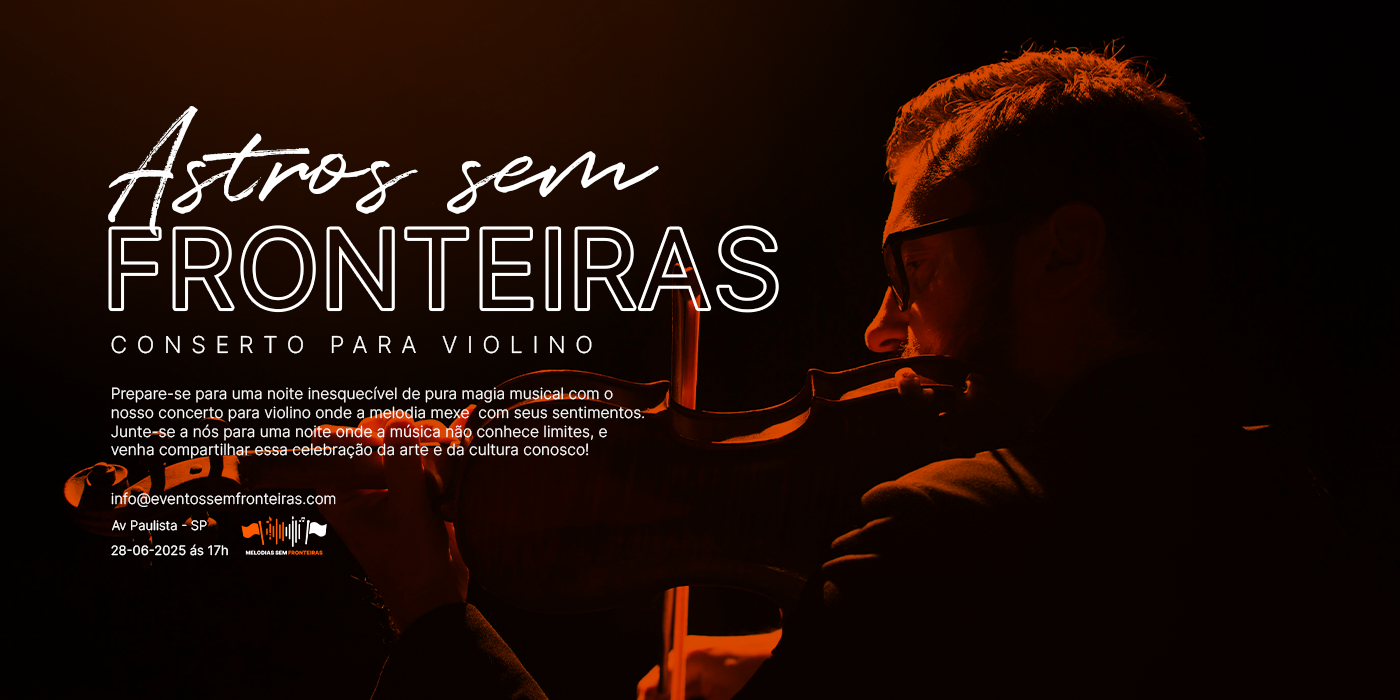 Astros sem
FRONTEIRAS
CONSERTO PARA VIOLINO
Prepare-se para uma noite inesquecível de pura magia musical com o
nosso concerto para violino onde a melodia mexe com seus sentimentos.
Junte-se a nós para uma noite onde a música não conhece limites, e
venha compartilhar essa celebração da arte e da cultura conosco!
info@eventossemfronteiras.com
Av Paulista - SP
28-06-2025 ás 17h
MELODIAS SEM FRONTEIRAS